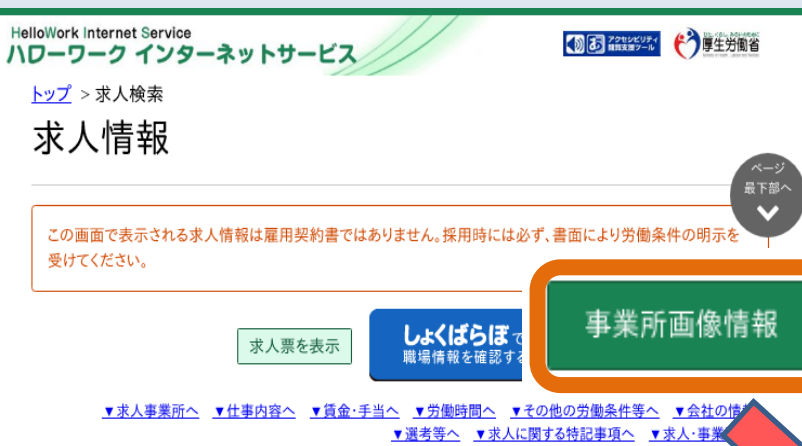 HelloWork Internet Service
ハローワーク インターネットサービス
アクセシビリティ
閲覧支援ツール
厚生労働省
トップ >求人検索
求人情報
ページ
最下部へ
この画面で表示される求人情報は雇用契約書ではありません。採用時には必ず、書面により労働条件の明示を
受けてください。
事業所画像情報
求人票を表示
しょくばらぼで
職場情報を確認する
▼求人事業所へ ▼仕事内容へ ▼賃金・手当へ ▼労働時間へ ▼その他の労働条件等へ ▼会社の情
▼選考等へ ▼求人に関する特記事項へ ▼求人・事業